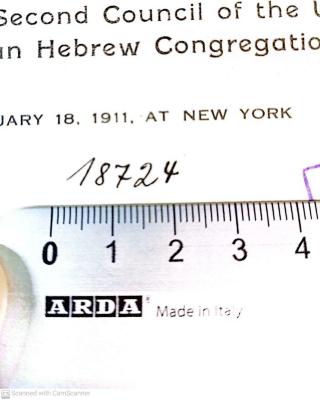 Second Council of the U
an Hebrew Congregatio
UARY 18, 1911, AT NEW YORK
18724
0 1 2 3 4
ARDA® Made in Italy
Scanned with CamScanner